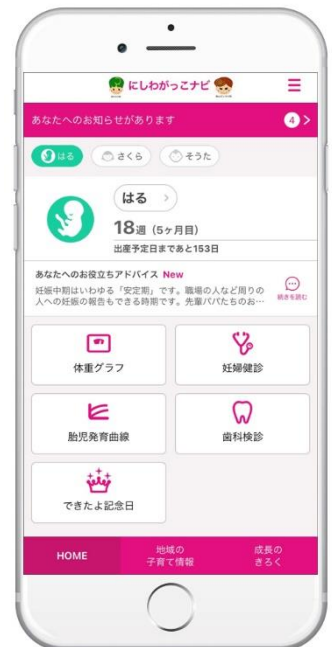 にしわがっこナビ
あなたへのお知らせがあります 4
はる さくら そうた
はる
18週 (5ヶ月目)
出産予定日まであと153日
あなたへのお役立ちアドバイス New
妊娠中期はいわゆる「安定期」です。職場の人など周りの
人への妊娠の報告もできる時期です。先輩パパたちのお…
続きを読む
体重グラフ
妊婦健診
胎児発育曲線
歯科検診
できたよ記念日
HOME
地域の
子育て情報
成長の
きろく